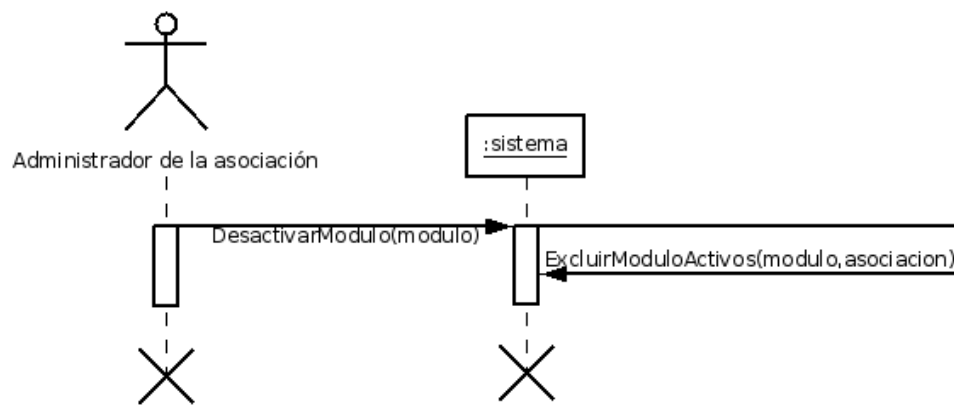 :sistema
Administrador de la asociación
DesactivarModulo(modulo)
ExcluirModuloActivos(modulo,asociacion)